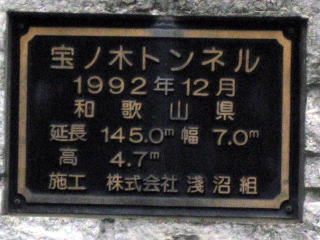 宝ノ木トンネル
1992年12月
和歌山県
延長 145.0m 幅 7.0m
高 4.7m
施工 株式会社 淺沼組